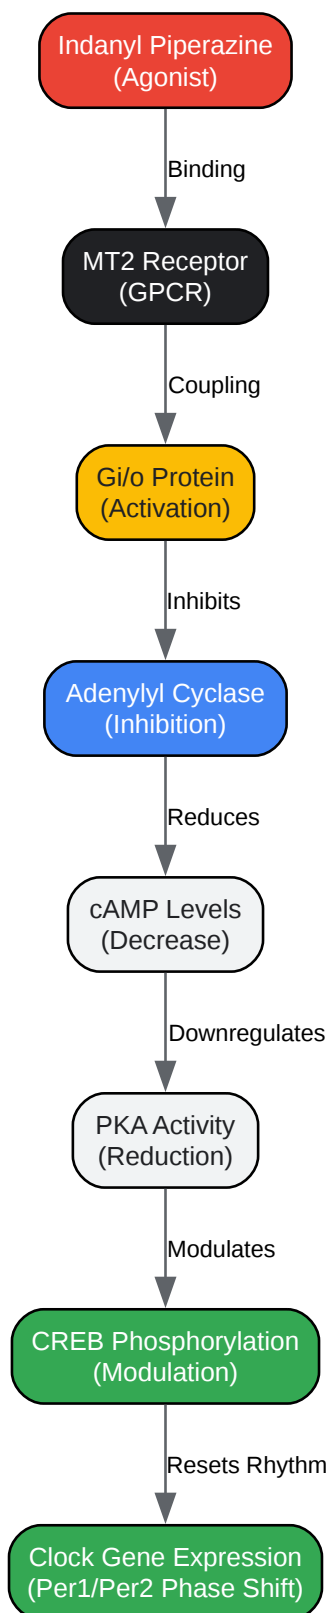 Indanyl Piperazine
(Agonist)
Binding
MT2 Receptor
(GPCR)
Coupling
Gi/o Protein
(Activation)
Inhibits
Adenylyl Cyclase
(Inhibition)
Reduces
cAMP Levels
(Decrease)
Downregulates
PKA Activity
(Reduction)
Modulates
CREB Phosphorylation
(Modulation)
Resets Rhythm
Clock Gene Expression
(Per1/Per2 Phase Shift)